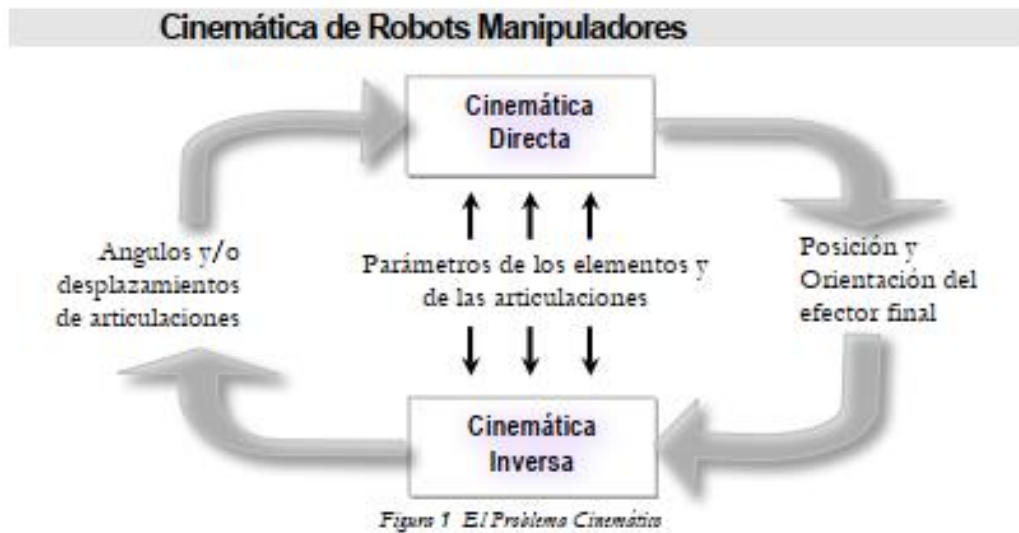 Cinemática de Robots Manipuladores
Cinemática
Directa
Angulos y/o
desplazamientos
de articulaciones
Parámetros de los elementos y
de las articulaciones
Posición y
Orientación del
efector final
Cinemática
Inversa
Figura 1 El Problema Cinemático